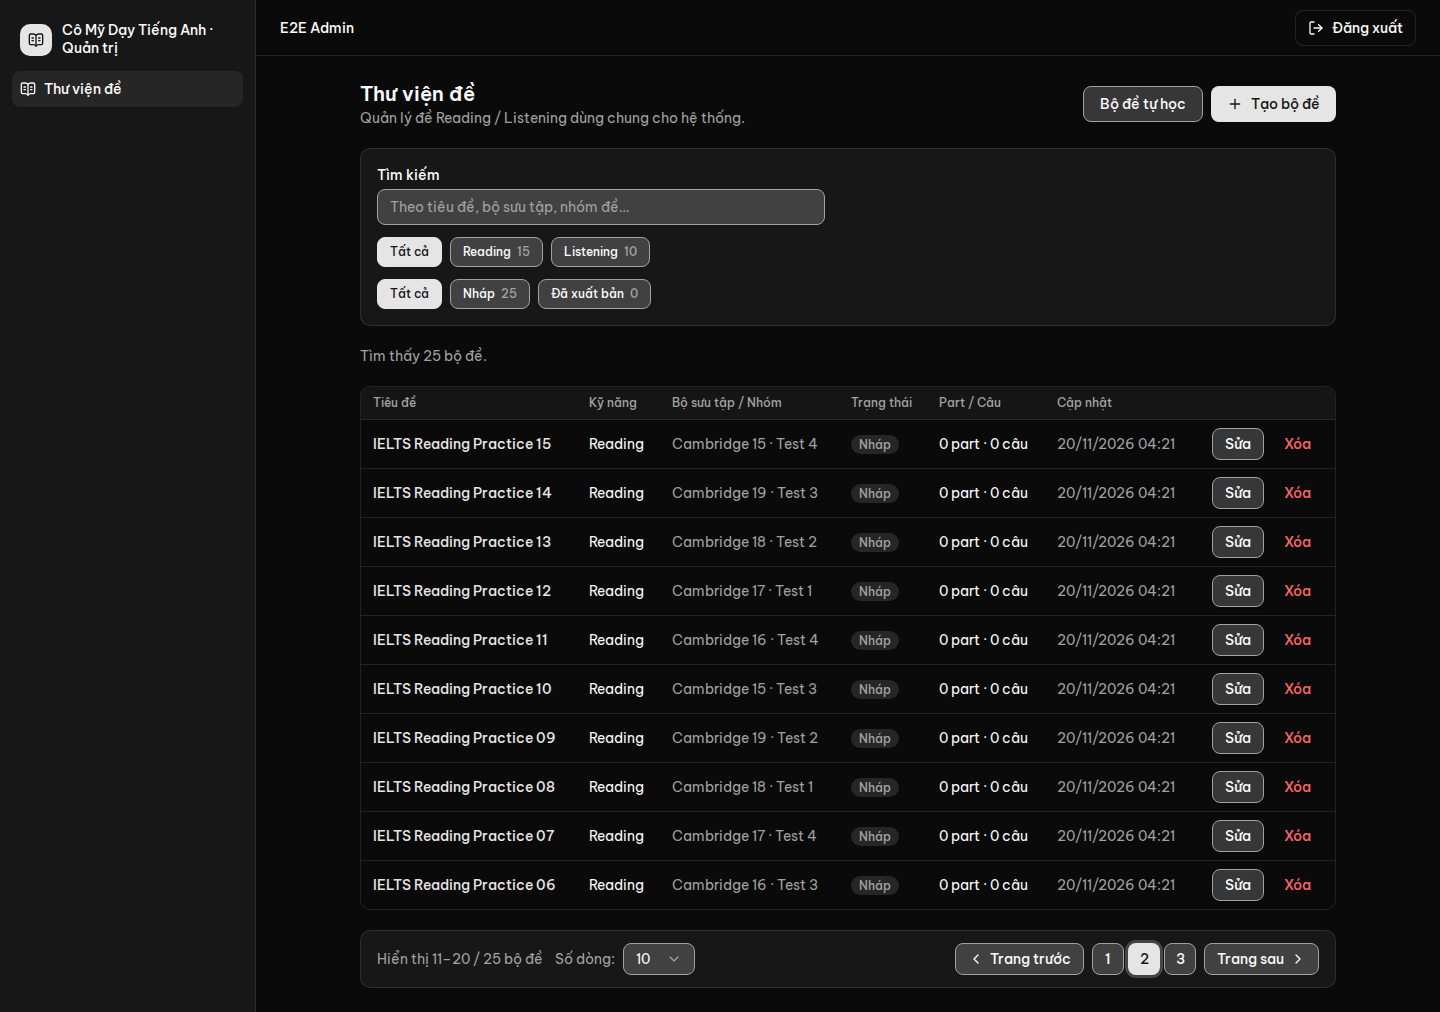 Cô Mỹ Dạy Tiếng Anh ·
Quản trị
Thư viện đề
E2E Admin
Đăng xuất
Thư viện đề
Quản lý đề Reading / Listening dùng chung cho hệ thống.
Bộ đề tự học
Tạo bộ đề
Tìm kiếm
Theo tiêu đề, bộ sưu tập, nhóm đề...
Tất cả Reading 15 Listening 10
Tất cả Nháp 25 Đã xuất bản 0
Tìm thấy 25 bộ đề.
Tiêu đề Kỹ năng Bộ sưu tập / Nhóm Trạng thái Part / Câu Cập nhật
IELTS Reading Practice 15 Reading Cambridge 15 · Test 4 Nháp 0 part · 0 câu 20/11/2026 04:21 Sửa Xóa
IELTS Reading Practice 14 Reading Cambridge 19 · Test 3 Nháp 0 part · 0 câu 20/11/2026 04:21 Sửa Xóa
IELTS Reading Practice 13 Reading Cambridge 18 · Test 2 Nháp 0 part · 0 câu 20/11/2026 04:21 Sửa Xóa
IELTS Reading Practice 12 Reading Cambridge 17 · Test 1 Nháp 0 part · 0 câu 20/11/2026 04:21 Sửa Xóa
IELTS Reading Practice 11 Reading Cambridge 16 · Test 4 Nháp 0 part · 0 câu 20/11/2026 04:21 Sửa Xóa
IELTS Reading Practice 10 Reading Cambridge 15 · Test 3 Nháp 0 part · 0 câu 20/11/2026 04:21 Sửa Xóa
IELTS Reading Practice 09 Reading Cambridge 19 · Test 2 Nháp 0 part · 0 câu 20/11/2026 04:21 Sửa Xóa
IELTS Reading Practice 08 Reading Cambridge 18 · Test 1 Nháp 0 part · 0 câu 20/11/2026 04:21 Sửa Xóa
IELTS Reading Practice 07 Reading Cambridge 17 · Test 4 Nháp 0 part · 0 câu 20/11/2026 04:21 Sửa Xóa
IELTS Reading Practice 06 Reading Cambridge 16 · Test 3 Nháp 0 part · 0 câu 20/11/2026 04:21 Sửa Xóa
Hiển thị 11–20 / 25 bộ đề Số dòng: 10 Trang trước 1 2 3 Trang sau